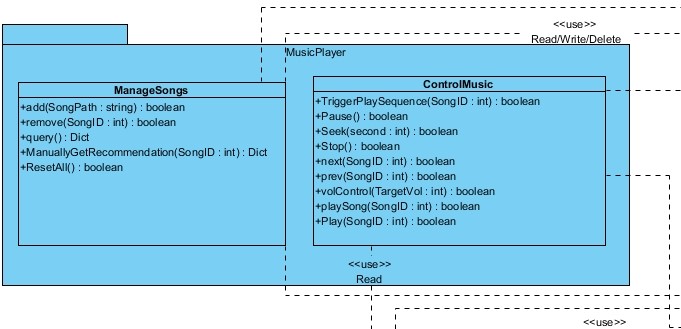 <<use>>
Read/Write/Delete
MusicPlayer
ManageSongs
+add(SongPath : string) : boolean
+remove(SongID : int) : boolean
+query() : Dict
+ManuallyGetRecommendation(SongID : int) : Dict
+ResetAll() : boolean
ControlMusic
+TriggerPlaySequence(SongID : int) : boolean
+Pause() : boolean
+Seek(second : int) : boolean
+Stop() : boolean
+next(SongID : int) : boolean
+prev(SongID : int) : boolean
+volControl(TargetVol : int) : boolean
+playSong(SongID : int) : boolean
+Play(SongID : int) : boolean
<<use>>
Read
<<use>>